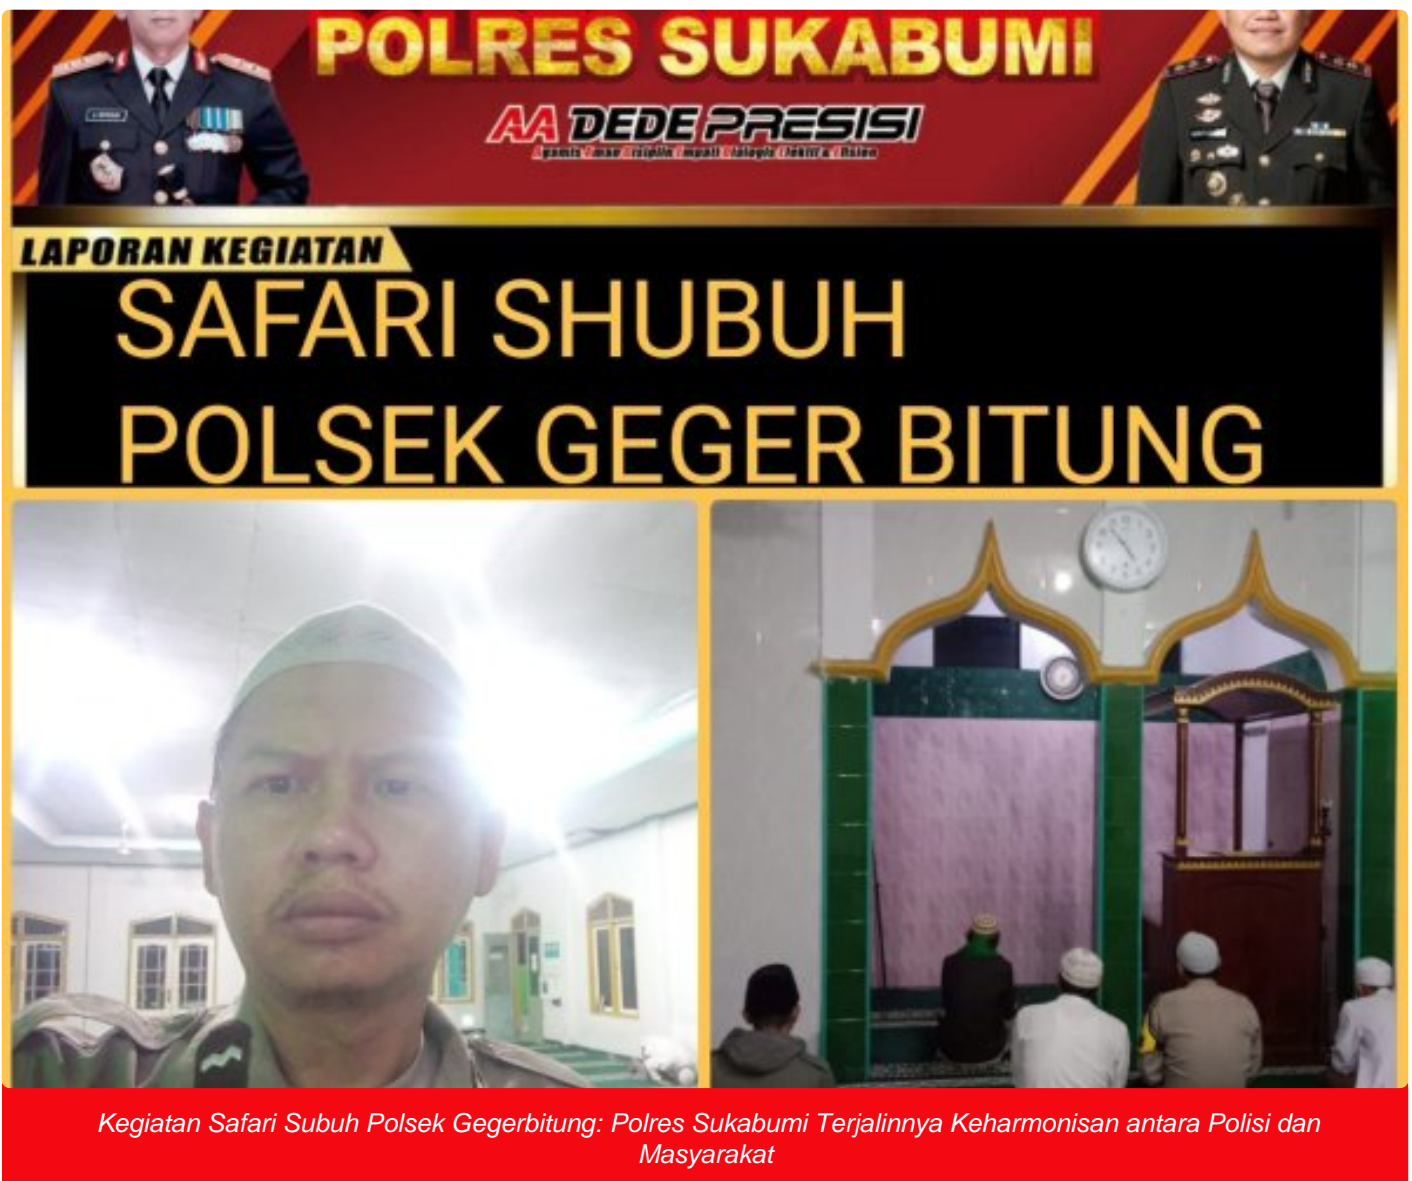 POLRES SUKABUMI
AA DEDE PRESISI
LAPORAN KEGIATAN
SAFARI SHUBUH
POLSEK GEGER BITUNG
Kegiatan Safari Subuh Polsek Gegerbitung: Polres Sukabumi Terjalinnya Keharmonisan antara Polisi dan
Masyarakat